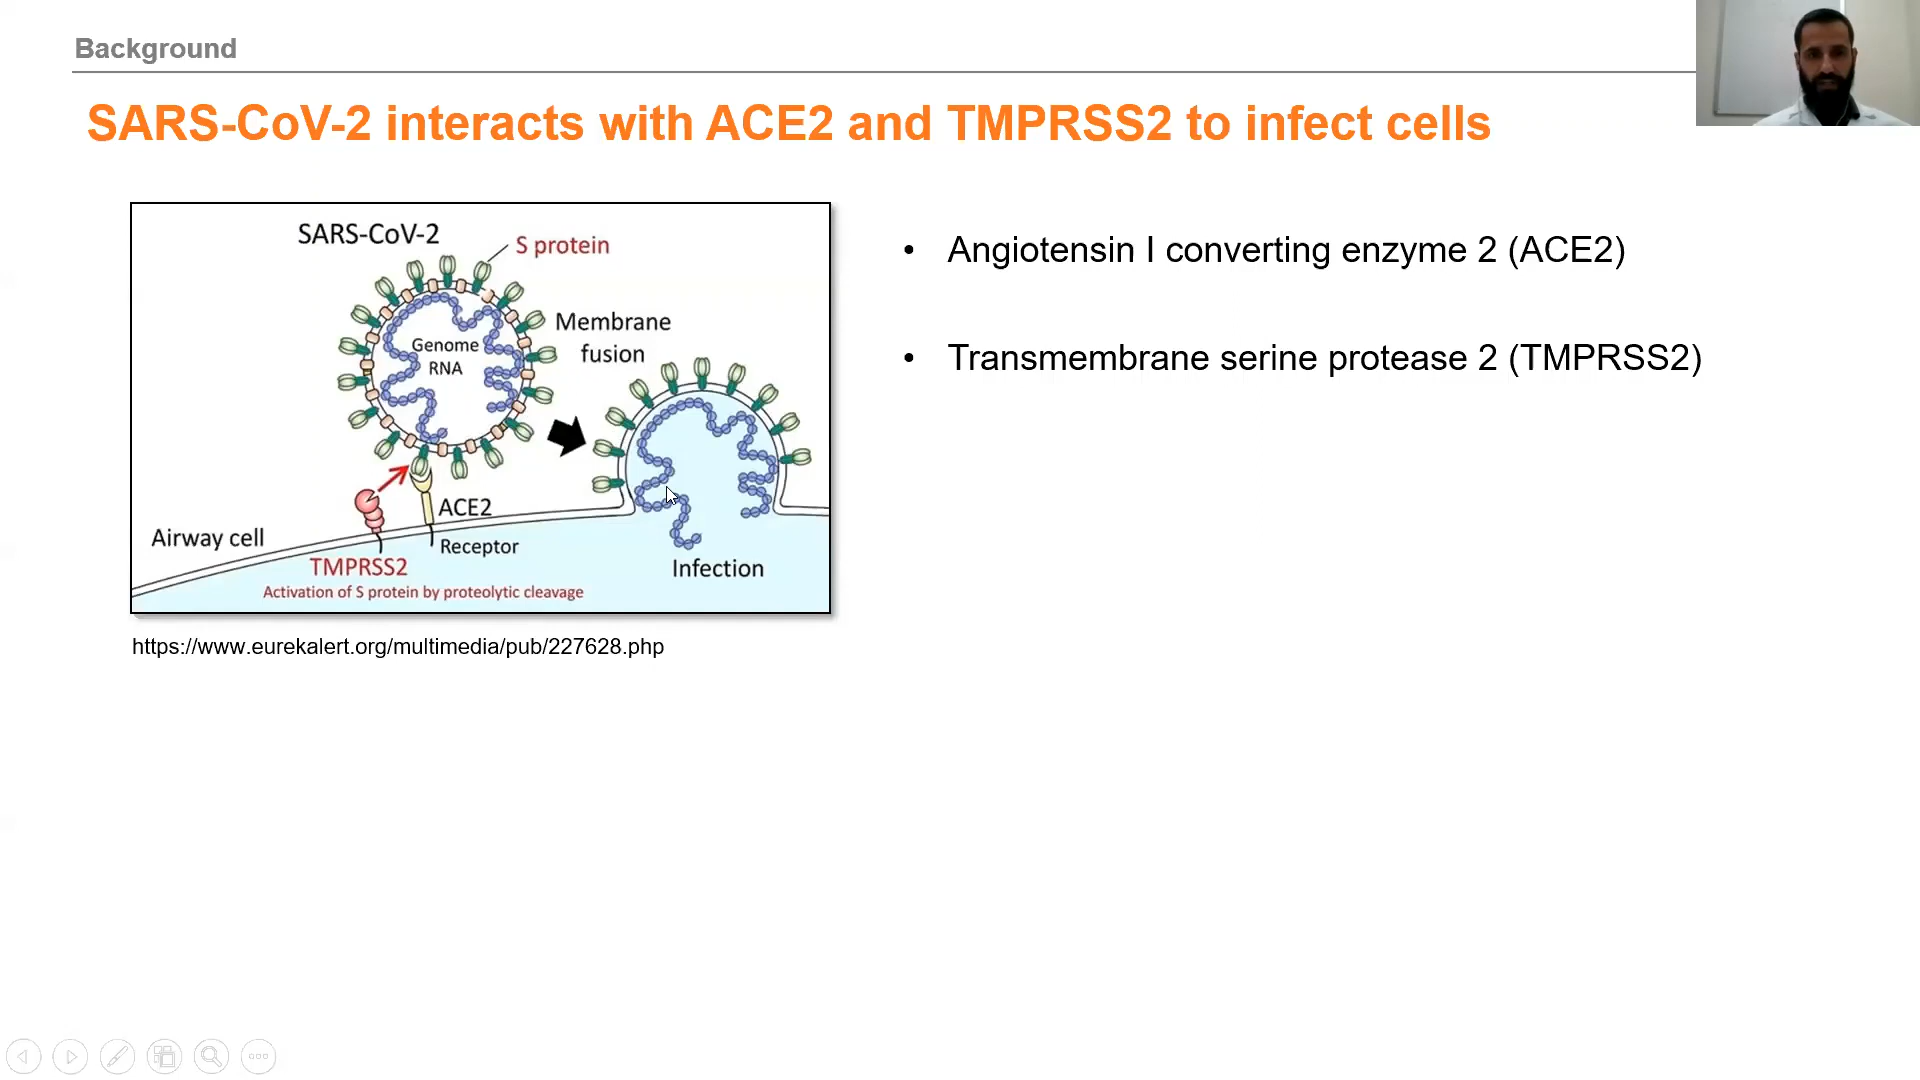 Background
SARS-CoV-2 interacts with ACE2 and TMPRSS2 to infect cells
SARS-CoV-2
S protein
Membrane
fusion
Genome
RNA
ACE2
Receptor
Airway cell
TMPRSS2
Activation of S protein by proteolytic cleavage
Infection
https://www.eurekalert.org/multimedia/pub/227628.php
• Angiotensin I converting enzyme 2 (ACE2)
• Transmembrane serine protease 2 (TMPRSS2)